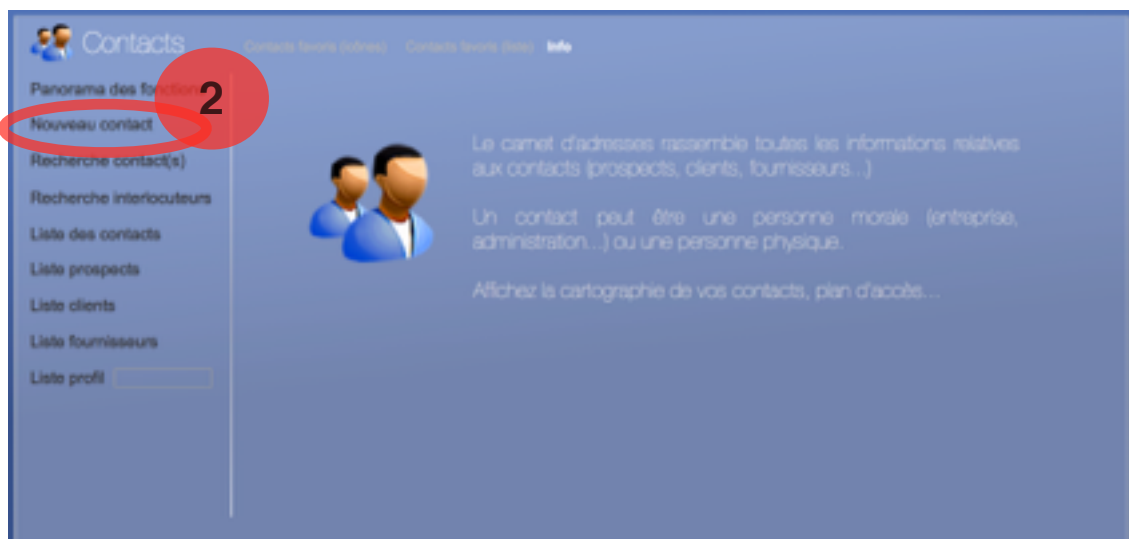 Contacts
Contacts favoris (icônes) Contacts favoris (liste) Info
Panorama des fonctions
2
Nouveau contact
Recherche contact(s)
Recherche interlocuteurs
Liste des contacts
Liste prospects
Liste clients
Liste fournisseurs
Liste profil
Le carnet d'adresses rassemble toutes les informations relatives
aux contacts (prospects, clients, fournisseurs...)
Un contact peut être une personne morale (entreprise,
administration...) ou une personne physique.
Affichez la cartographie de vos contacts, plan d'accès...